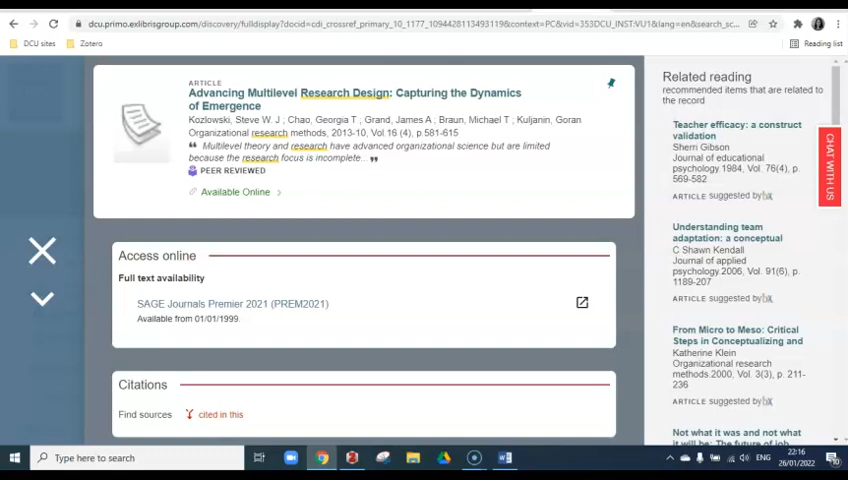 dcu.primo.exlibrisgroup.com/discovery/fulldisplay?docid=cdi_crossref_primary_10_1177_1094428113493119&context=PC&vid=353DCU_INST:VU1&lang=en&search_sc...
DCU sites
Zotero
Reading list
ARTICLE
Advancing Multilevel Research Design: Capturing the Dynamics
of Emergence
Kozlowski, Steve W. J ; Chao, Georgia T ; Grand, James A ; Braun, Michael T ; Kuljanin, Goran
Organizational research methods, 2013-10, Vol.16 (4), p.581-615
❝ Multilevel theory and research have advanced organizational science but are limited
because the research focus is incomplete... ❞
PEER REVIEWED
Available Online
Access online
Full text availability
SAGE Journals Premier 2021 (PREM2021)
Available from 01/01/1999.
Citations
Find sources
cited in this
Related reading
recommended items that are related to
the record
Teacher efficacy: a construct
validation
Sherri Gibson
Journal of educational
psychology.1984, Vol. 76(4), p.
569-582
ARTICLE suggested by bX
Understanding team
adaptation: a conceptual
C Shawn Kendall
Journal of applied
psychology.2006, Vol. 91(6), p.
1189-207
ARTICLE suggested by bX
From Micro to Meso: Critical
Steps in Conceptualizing and
Katherine Klein
Organizational research
methods.2000, Vol. 3(3), p. 211-
236
ARTICLE suggested by bX
Not what it was and not what
it will be: The future of job
CHAT WITH US
Type here to search
ENG
22:16
26/01/2022